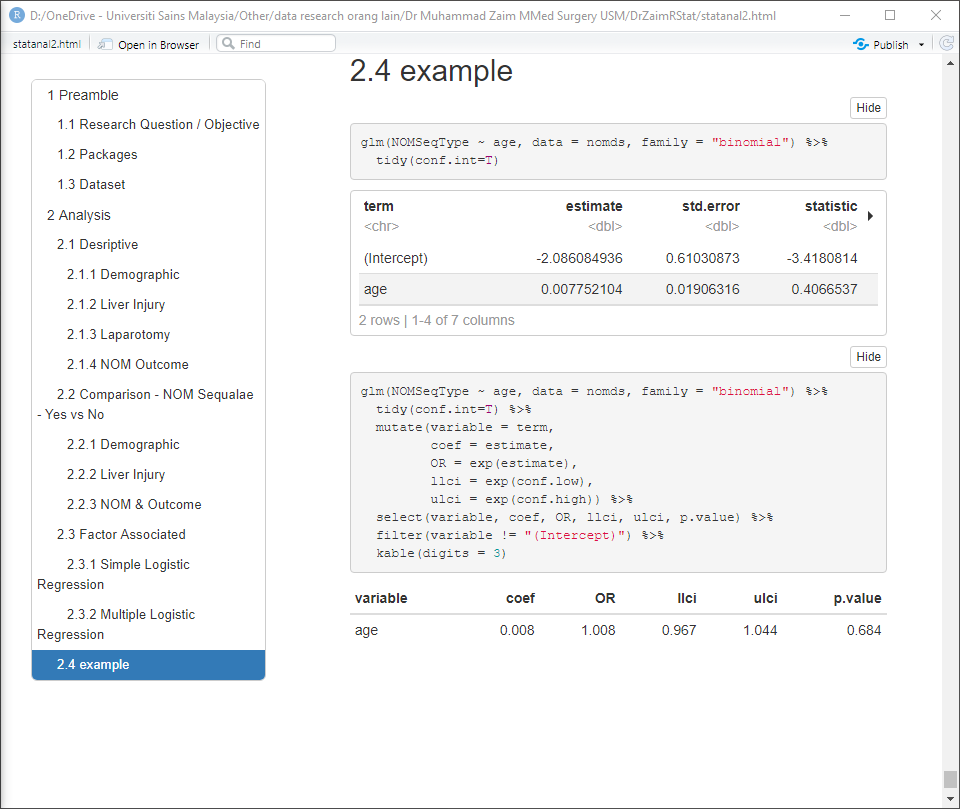 R D:/OneDrive - Universiti Sains Malaysia/Other/data research orang lain/Dr Muhammad Zaim MMed Surgery USM/DrZaimRStat/statanal2.html
statanal2.html Open in Browser Find Publish
1 Preamble
1.1 Research Question / Objective
1.2 Packages
1.3 Dataset
2 Analysis
2.1 Desriptive
2.1.1 Demographic
2.1.2 Liver Injury
2.1.3 Laparotomy
2.1.4 NOM Outcome
2.2 Comparison - NOM Sequalae
- Yes vs No
2.2.1 Demographic
2.2.2 Liver Injury
2.2.3 NOM & Outcome
2.3 Factor Associated
2.3.1 Simple Logistic
Regression
2.3.2 Multiple Logistic
Regression
2.4 example
2.4 example
Hide
glm(NOMSeqType ~ age, data = nomds, family = "binomial") %>%
tidy(conf.int=T)
term estimate std.error statistic
<chr> <dbl> <dbl> <dbl>
(Intercept) -2.086084936 0.61030873 -3.4180814
age 0.007752104 0.01906316 0.4066537
2 rows | 1-4 of 7 columns
Hide
glm(NOMSeqType ~ age, data = nomds, family = "binomial") %>%
tidy(conf.int=T) %>%
mutate(variable = term,
coef = estimate,
OR = exp(estimate),
llci = exp(conf.low),
ulci = exp(conf.high)) %>%
select(variable, coef, OR, llci, ulci, p.value) %>%
filter(variable != "(Intercept)") %>%
kable(digits = 3)
variable coef OR llci ulci p.value
age 0.008 1.008 0.967 1.044 0.684